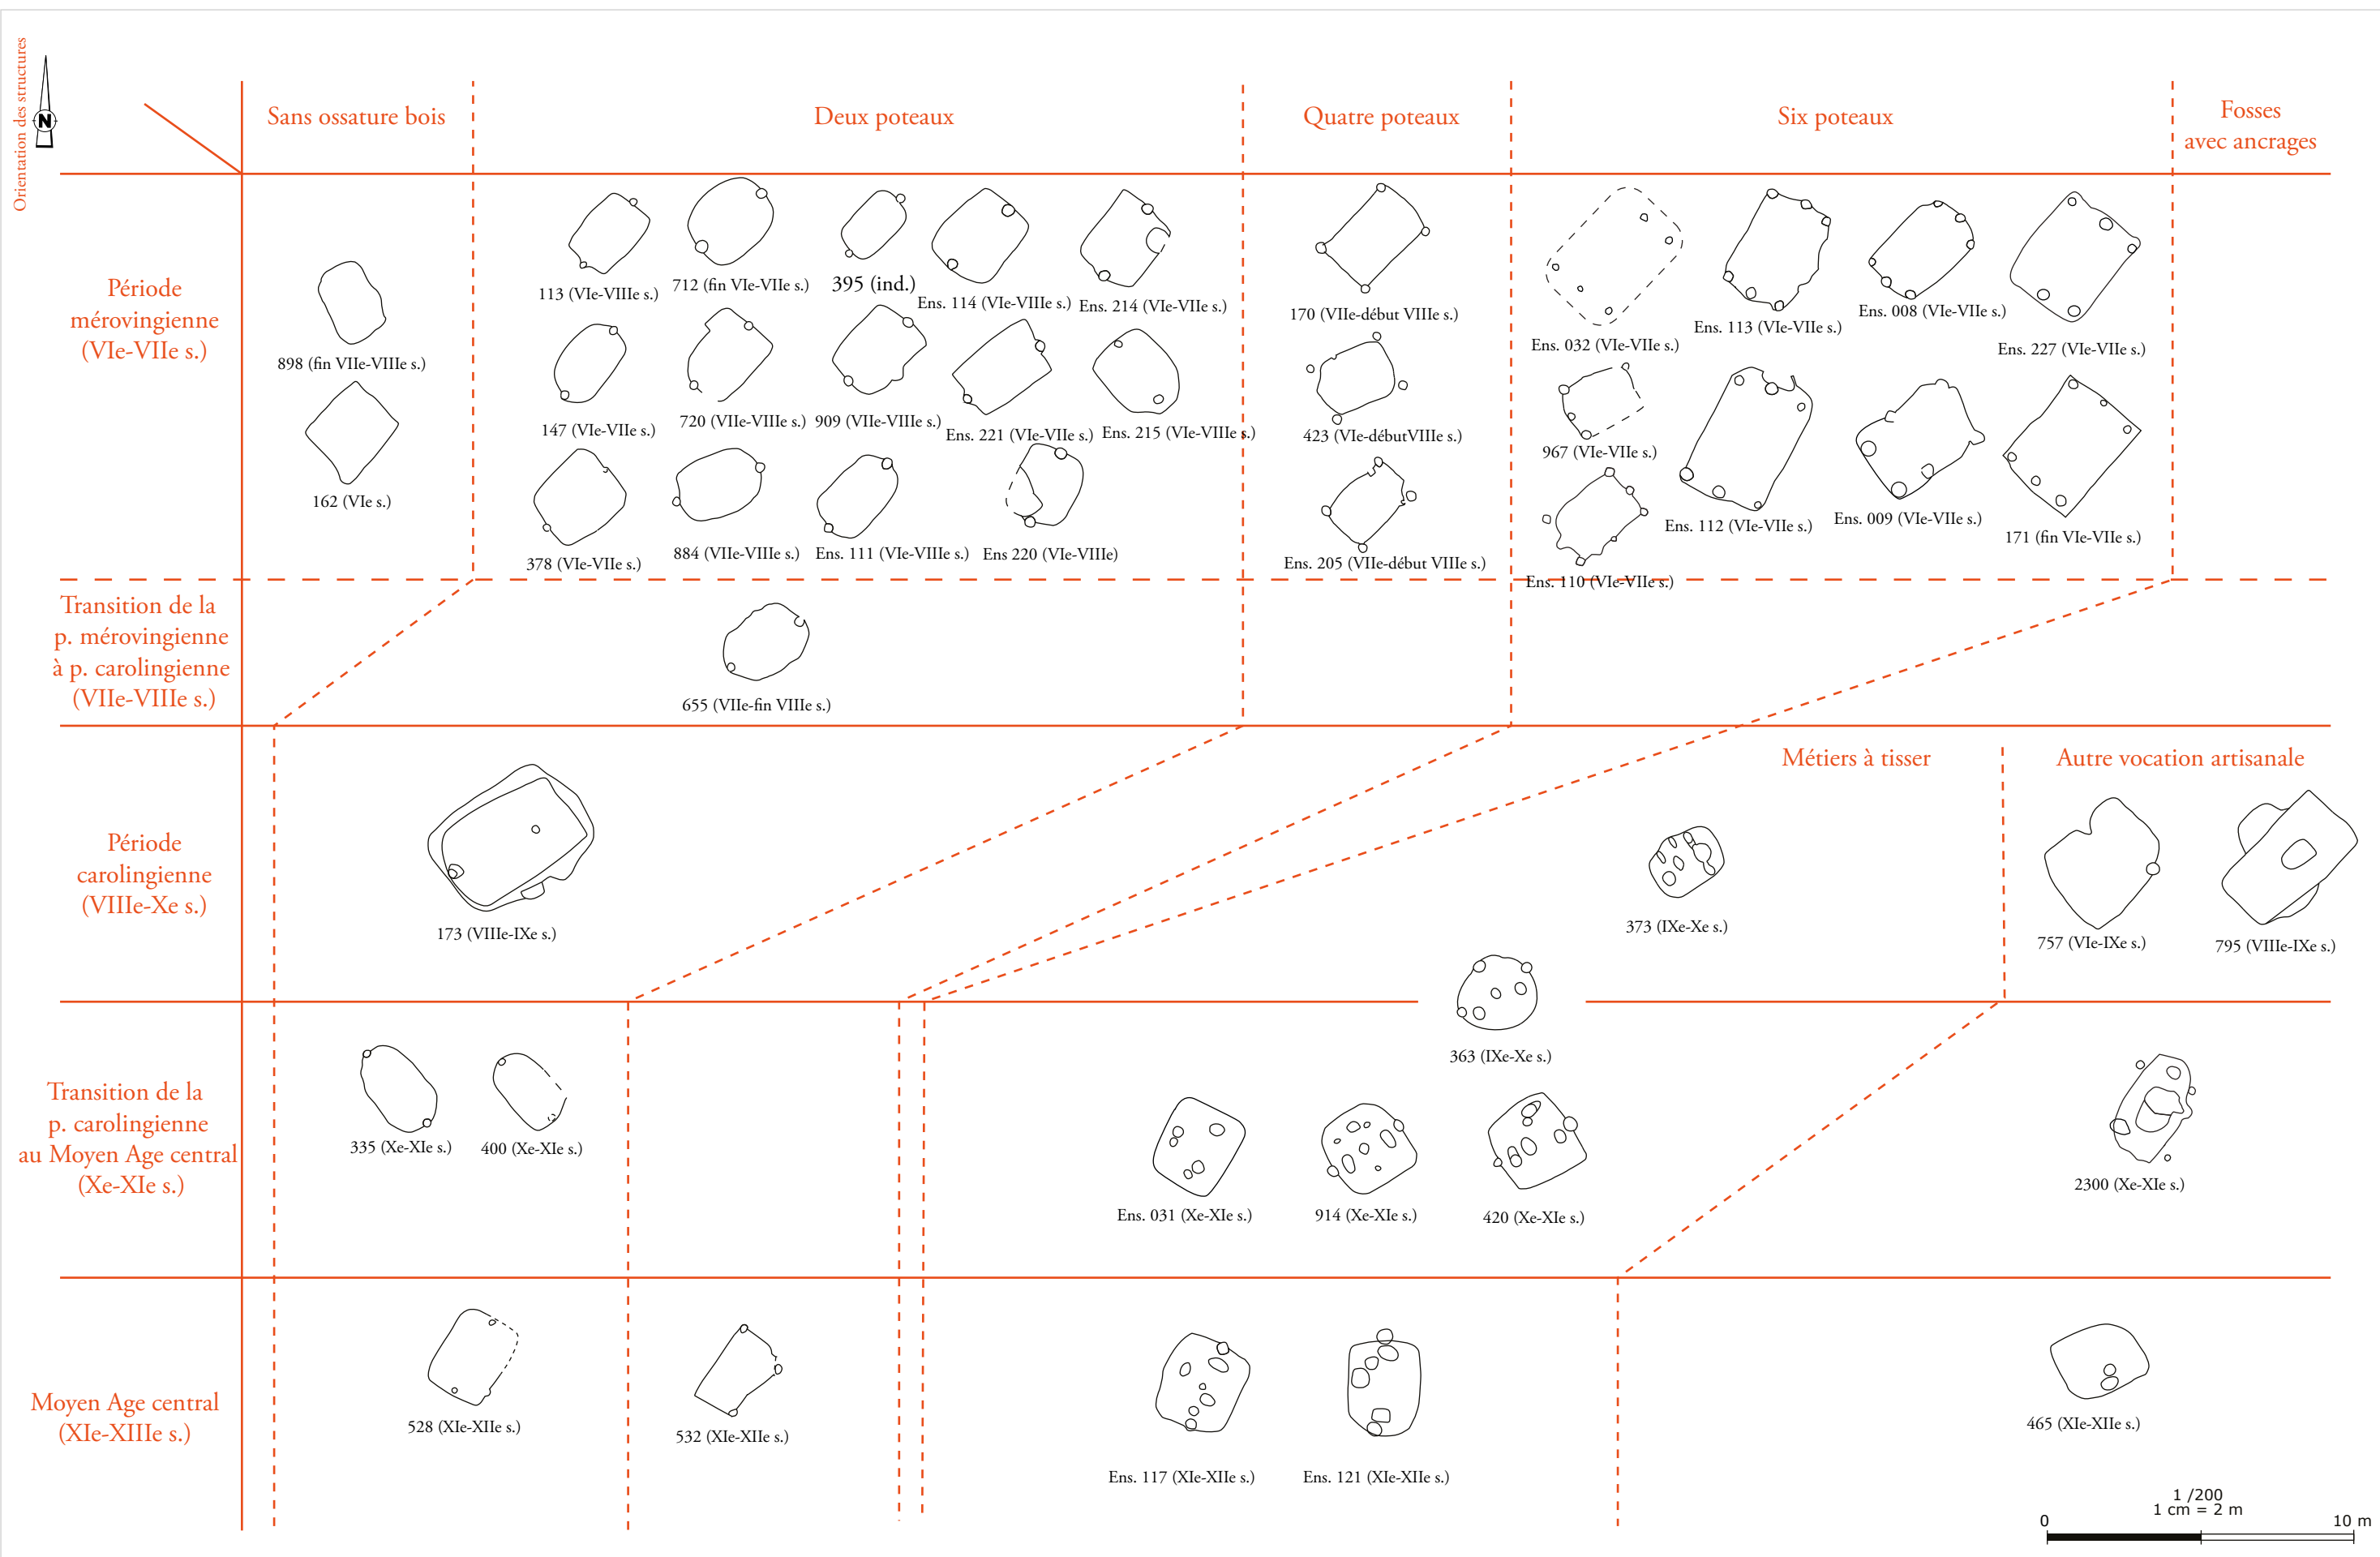 Orientation des structures
N
Sans ossature bois
Deux poteaux
Quatre poteaux
Six poteaux
Fosses
avec ancrages
Période
mérovingienne
(VIe-VIIe s.)
898 (fin VIIe-VIIIe s.)
162 (VIe s.)
113 (VIe-VIIIe s.)
712 (fin VIe-VIIe s.)
395 (ind.)
Ens. 114 (VIe-VIIIe s.)
Ens. 214 (VIe-VIIe s.)
147 (VIe-VIIe s.)
720 (VIIe-VIIIe s.)
909 (VIIe-VIIIe s.)
Ens. 221 (VIe-VIIe s.)
Ens. 215 (VIe-VIIIe s.)
378 (VIe-VIIe s.)
884 (VIIe-VIIIe s.)
Ens. 111 (VIe-VIIIe s.)
Ens 220 (VIe-VIIIe)
170 (VIIe-début VIIIe s.)
423 (VIe-débutVIIIe s.)
Ens. 205 (VIIe-début VIIIe s.)
Ens. 032 (VIe-VIIe s.)
Ens. 113 (VIe-VIIe s.)
Ens. 008 (VIe-VIIe s.)
Ens. 227 (VIe-VIIe s.)
967 (VIe-VIIe s.)
Ens. 112 (VIe-VIIe s.)
Ens. 009 (VIe-VIIe s.)
171 (fin VIe-VIIe s.)
Ens. 110 (VIe-VIIe s.)
Transition de la
p. mérovingienne
à p. carolingienne
(VIIe-VIIIe s.)
655 (VIIe-fin VIIIe s.)
Période
carolingienne
(VIIIe-Xe s.)
Métiers à tisser
Autre vocation artisanale
173 (VIIIe-IXe s.)
373 (IXe-Xe s.)
757 (VIe-IXe s.)
795 (VIIIe-IXe s.)
363 (IXe-Xe s.)
Transition de la
p. carolingienne
au Moyen Age central
(Xe-XIe s.)
335 (Xe-XIe s.)
400 (Xe-XIe s.)
Ens. 031 (Xe-XIe s.)
914 (Xe-XIe s.)
420 (Xe-XIe s.)
2300 (Xe-XIe s.)
Moyen Age central
(XIe-XIIIe s.)
528 (XIe-XIIe s.)
532 (XIe-XIIe s.)
Ens. 117 (XIe-XIIe s.)
Ens. 121 (XIe-XIIe s.)
465 (XIe-XIIe s.)
1 /200
1 cm = 2 m
0 10 m